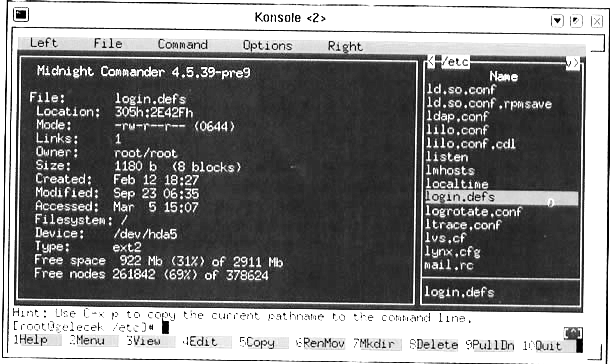 Konsole <2>
Left File Command Options Right
Midnight Commander 4.5.39-pre9
File: login.defs
Location: 305h:2E42Fh
Mode: -rw-r--r-- (0644)
Links: 1
Owner: root/root
Size: 1180 b (8 blocks)
Created: Feb 12 18:27
Modified: Sep 23 06:35
Accessed: Mar 5 15:07
Filesystem: /
Device: /dev/hda5
Type: ext2
Free space 922 Mb (31%) of 2911 Mb
Free nodes 261842 (69%) of 378624
</etc v>
Name
ld.so.conf
ld.so.conf.rpmsave
ldap.conf
lilo.conf
lilo.conf.cdl
listen
lmhosts
localtime
login.defs
logrotate.conf
ltrace.conf
lvs.cf
lynx.cfg
mail.rc
login.defs
Hint: Use C-x p to copy the current pathname to the command line.
[root@gelecek /etc]#
[^]
1Help 2Menu 3View 4Edit 5Copy 6RenMov 7Mkdir 8Delete 9PullDn 10Quit